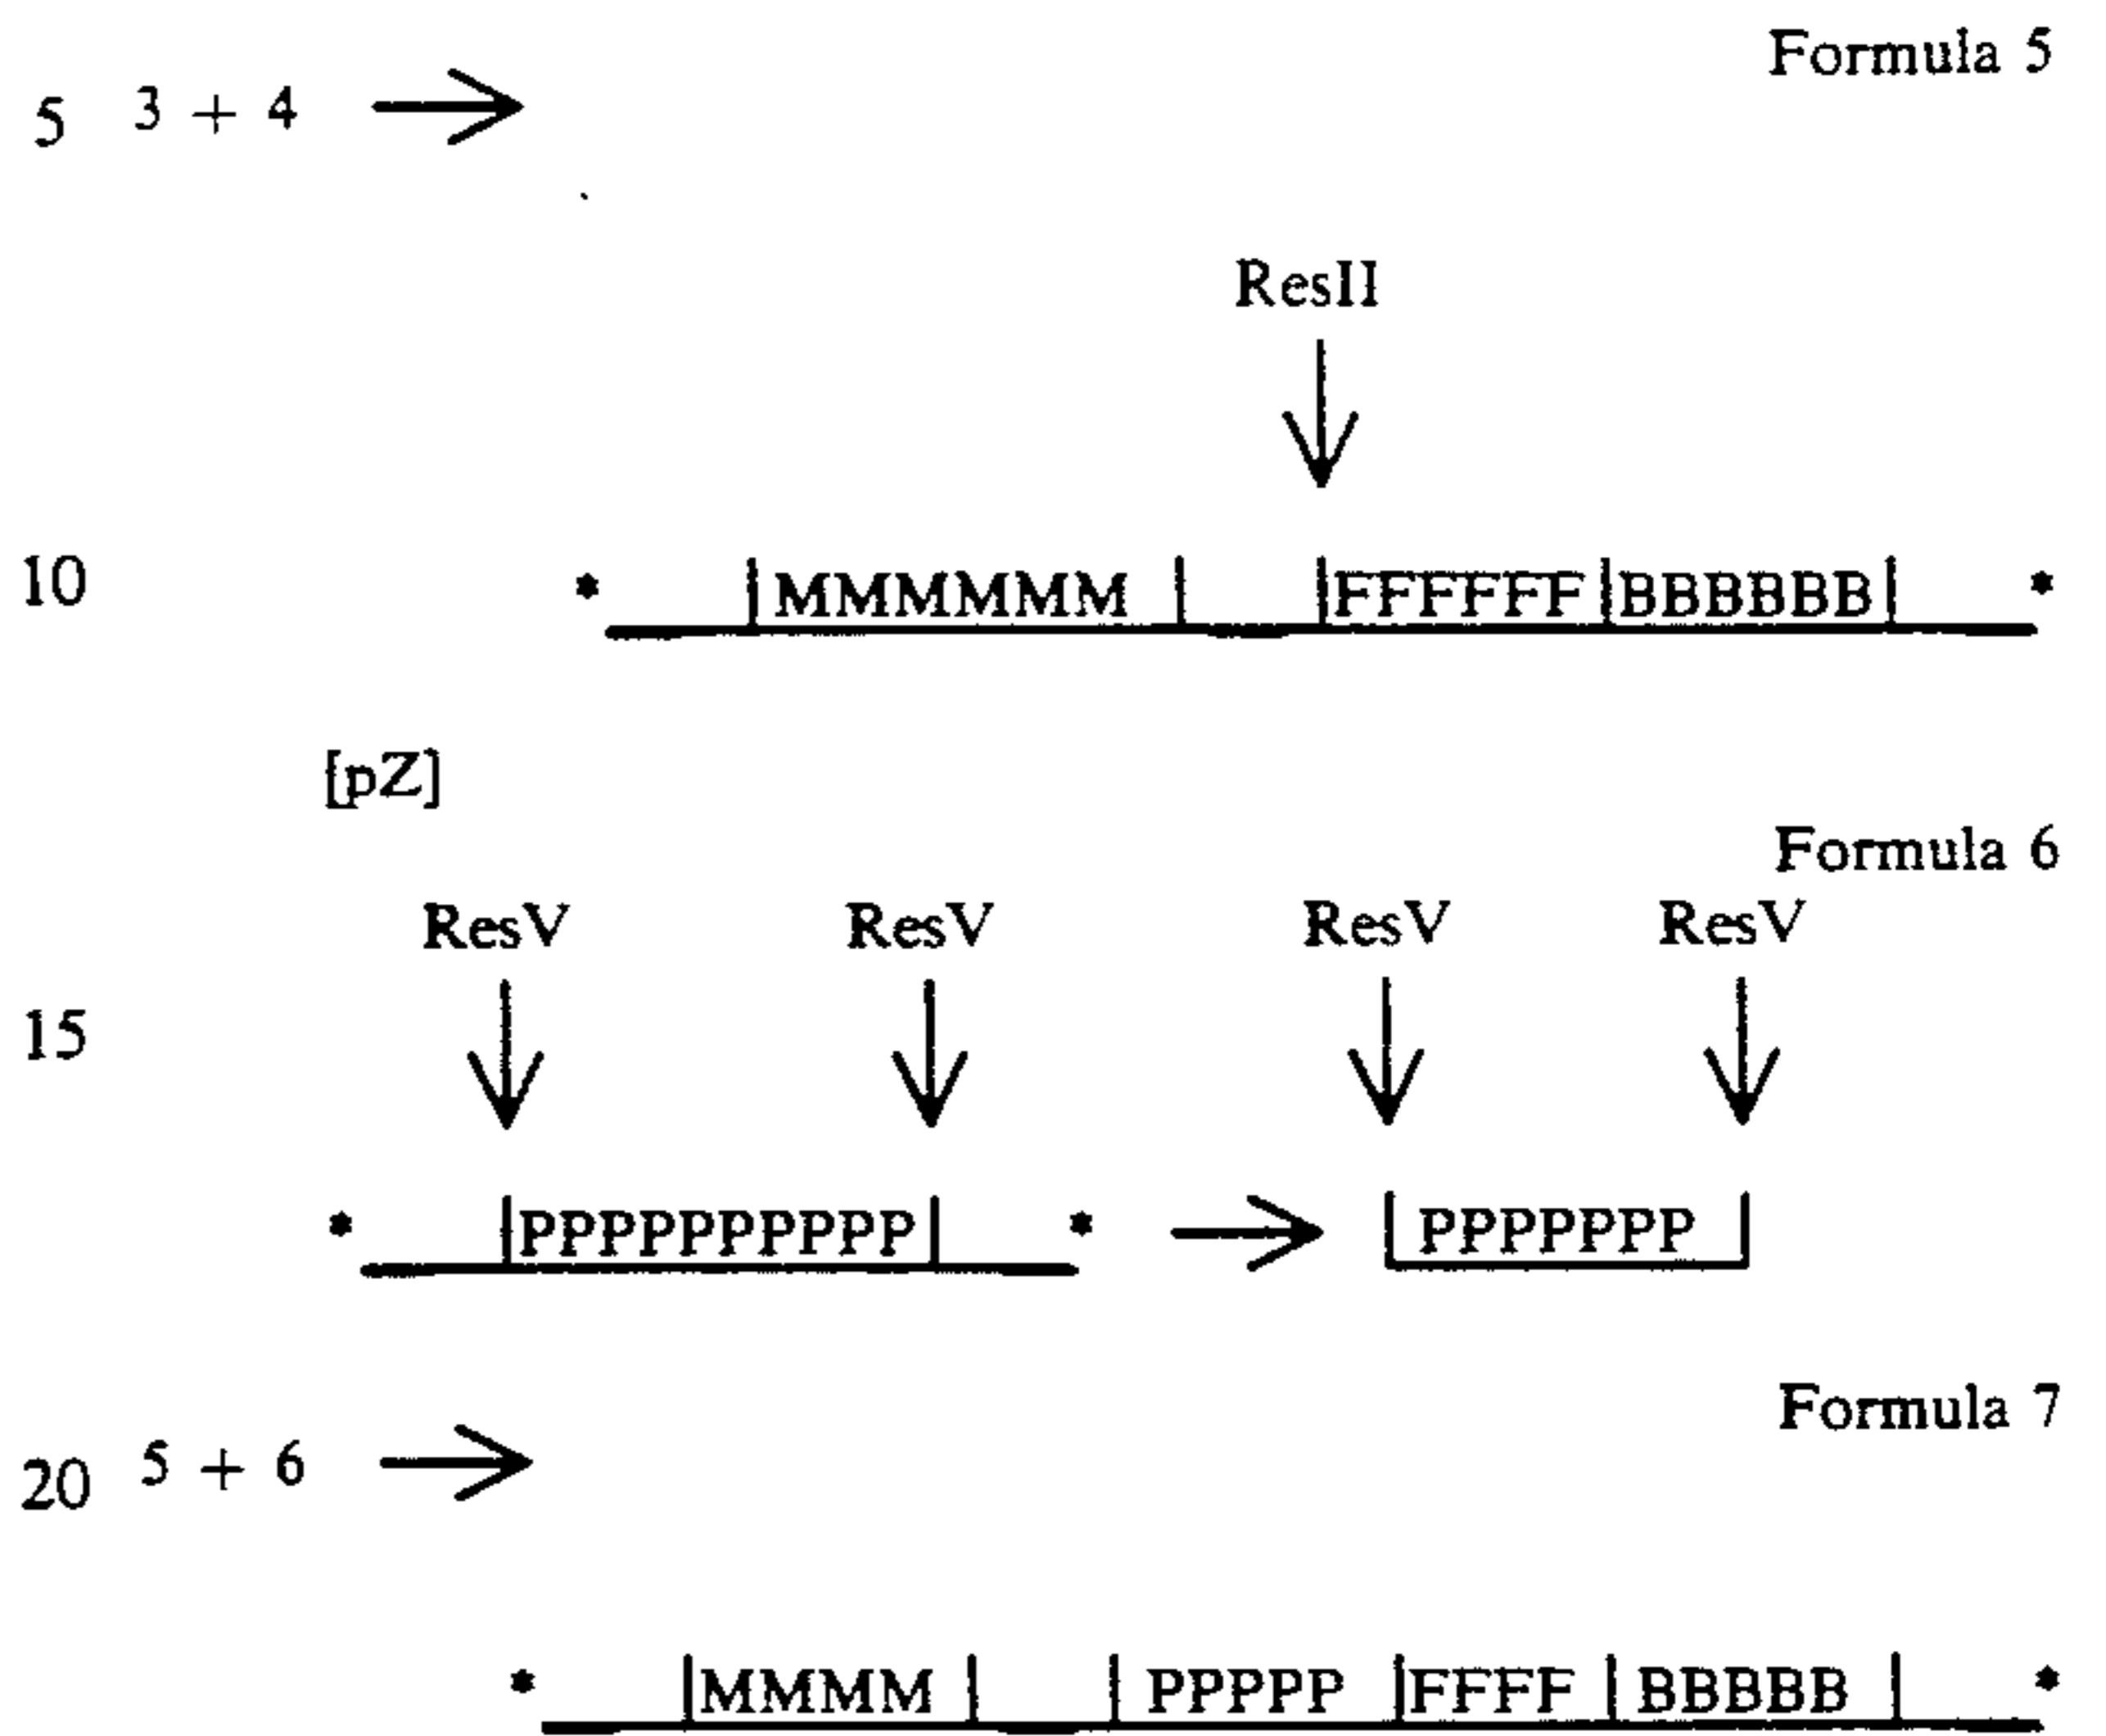 Formula 5
5 3 + 4 →
ResII
10 * |MMMMMM| |FFFFFF|BBBBBB| *
[pZ]
Formula 6
ResV ResV ResV ResV
15
* |PPPPPPPPPP| * → |PPPPPPP|
Formula 7
20 5 + 6 →
* |MMMM| | PPPPP |FFFF| BBBBB | *